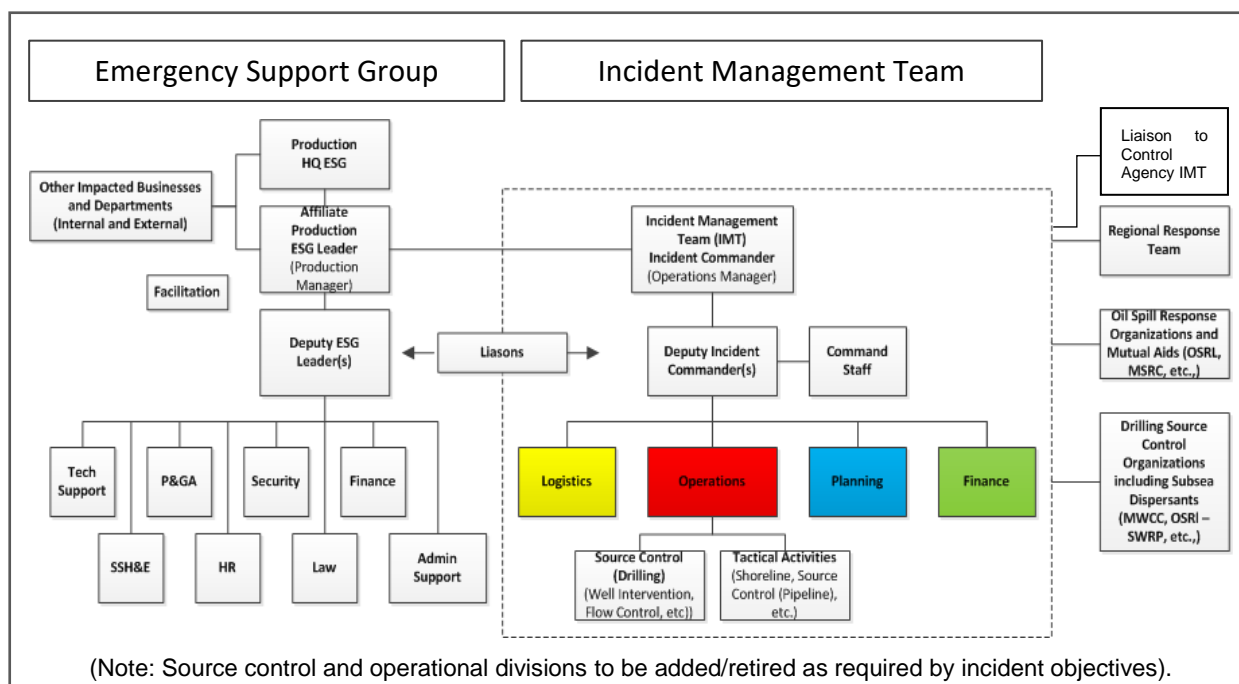 Emergency Support Group
Incident Management Team
Production
HQ ESG
Other Impacted Businesses
and Departments
(Internal and External)
Affiliate
Production
ESG Leader
(Production
Manager)
Facilitation
Deputy ESG
Leader(s)
Liasons
Tech
Support
P&GA
Security
Finance
SSH&E
HR
Law
Admin
Support
Incident Management
Team (IMT)
Incident Commander
(Operations Manager)
Deputy Incident
Commander(s)
Command
Staff
Logistics
Operations
Planning
Finance
Source Control
(Drilling)
(Well Intervention,
Flow Control, etc))
Tactical Activities
(Shoreline, Source
Control (Pipeline),
etc.)
Liaison to
Control
Agency IMT
Regional Response
Team
Oil Spill Response
Organizations and
Mutual Aids (OSRL,
MSRC, etc.,)
Drilling Source
Control
Organizations
including Subsea
Dispersants
(MWCC, OSRl –
SWRP, etc.,)
(Note: Source control and operational divisions to be added/retired as required by incident objectives).